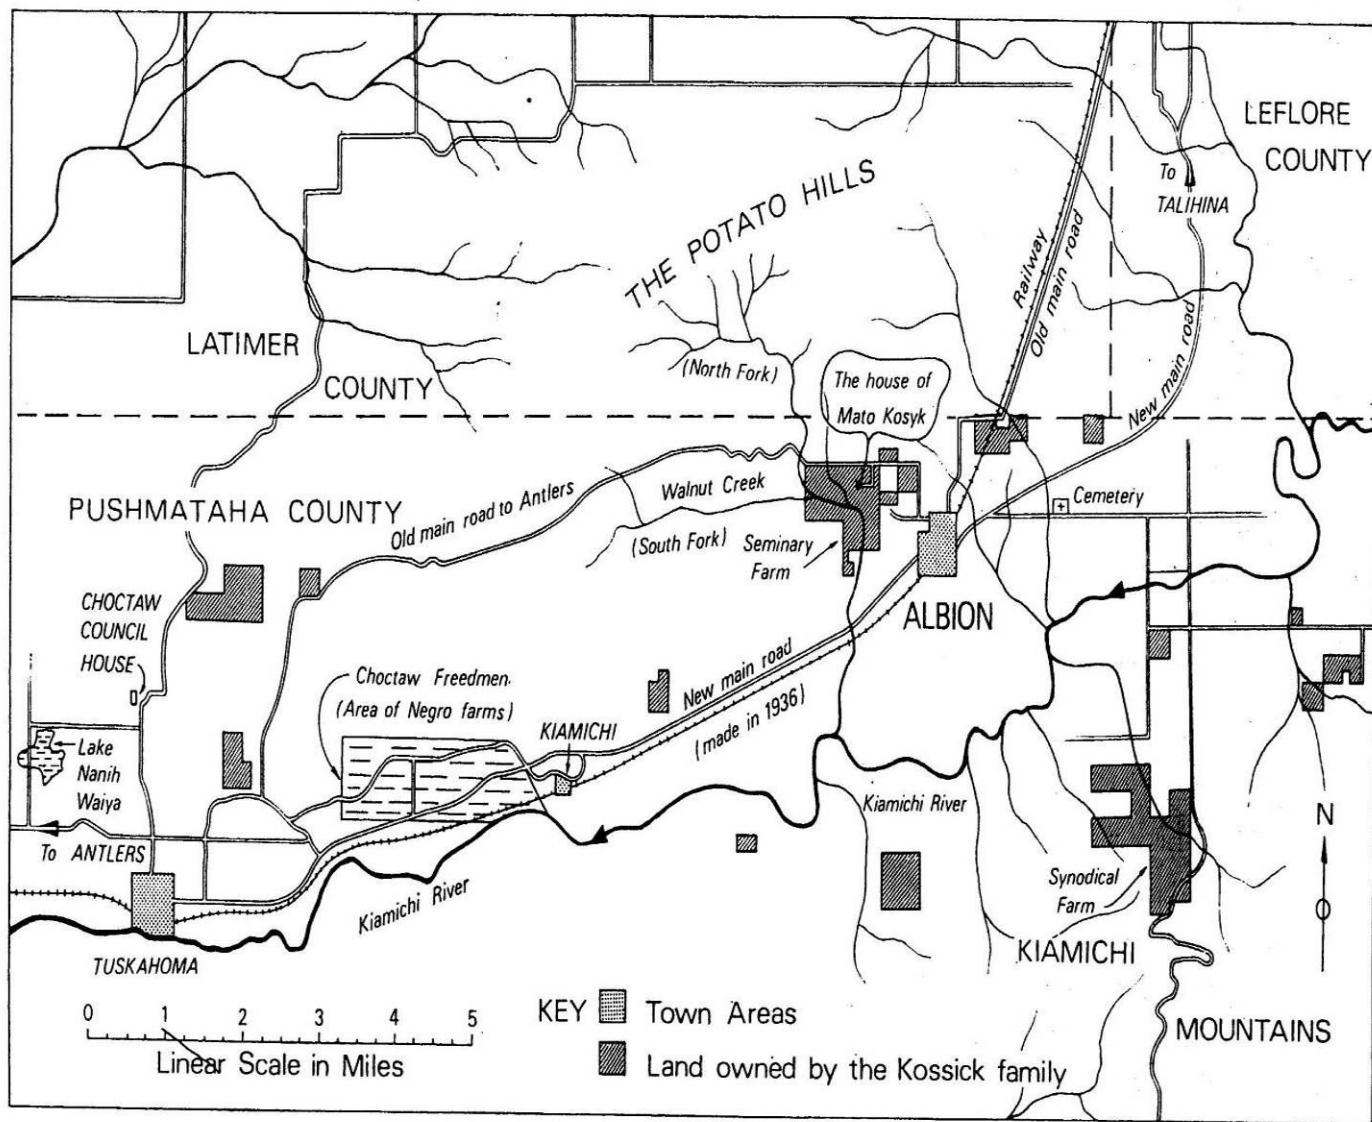 LEFLORE
COUNTY
To
TALIHINA
THE POTATO HILLS
Railway
Old main road
New main road
LATIMER
COUNTY
(North Fork)
The house of
Mato Kosyk
PUSHMATAHA COUNTY
Old main road to Antlers
Walnut Creek
(South Fork)
Seminary
Farm
Cemetery
ALBION
CHOCTAW
COUNCIL
HOUSE
Choctaw Freedmen
(Area of Negro farms)
KIAMICHI
New main road
(made in 1936)
Lake
Nanih
Waiya
To ANTLERS
Kiamichi River
Kiamichi River
N
Synodical
Farm
TUSKAHOMA
KIAMICHI
MOUNTAINS
0 1 2 3 4 5
Linear Scale in Miles
KEY
Town Areas
Land owned by the Kossick family